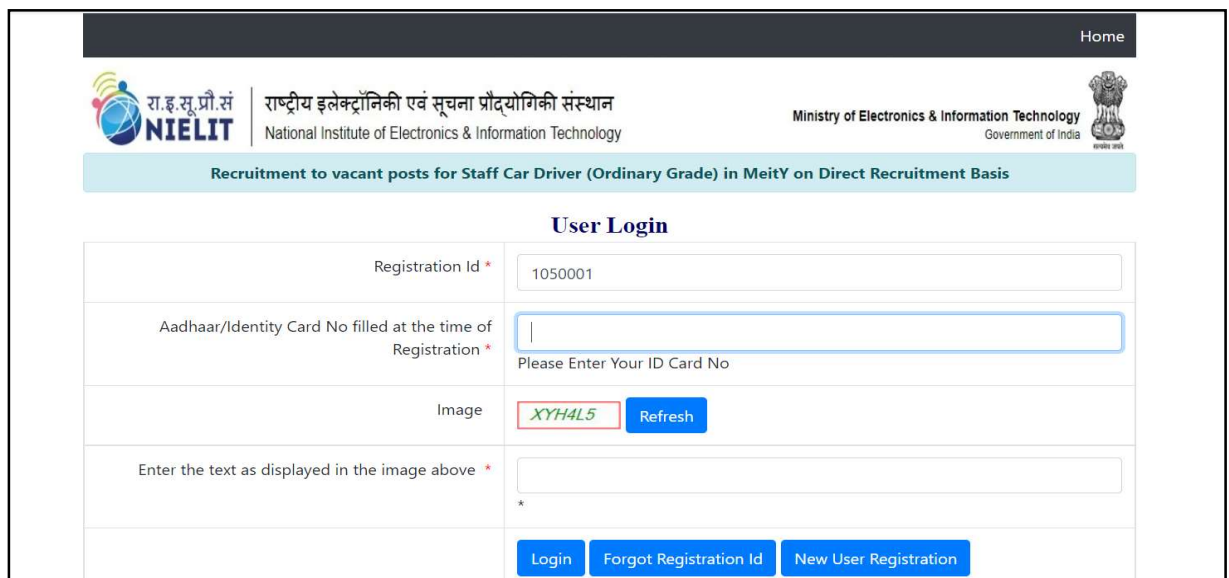 Home
रा.इ.सू.प्रौ.सं
NIELIT
राष्ट्रीय इलेक्ट्रॉनिकी एवं सूचना प्रौद्योगिकी संस्थान
National Institute of Electronics & Information Technology
Ministry of Electronics & Information Technology
Government of India
सत्यमेव जयते
Recruitment to vacant posts for Staff Car Driver (Ordinary Grade) in MeitY on Direct Recruitment Basis
User Login
Registration Id *
1050001
Aadhaar/Identity Card No filled at the time of
Registration *
Please Enter Your ID Card No
Image
XYH4L5
Refresh
Enter the text as displayed in the image above *
*
Login
Forgot Registration Id
New User Registration